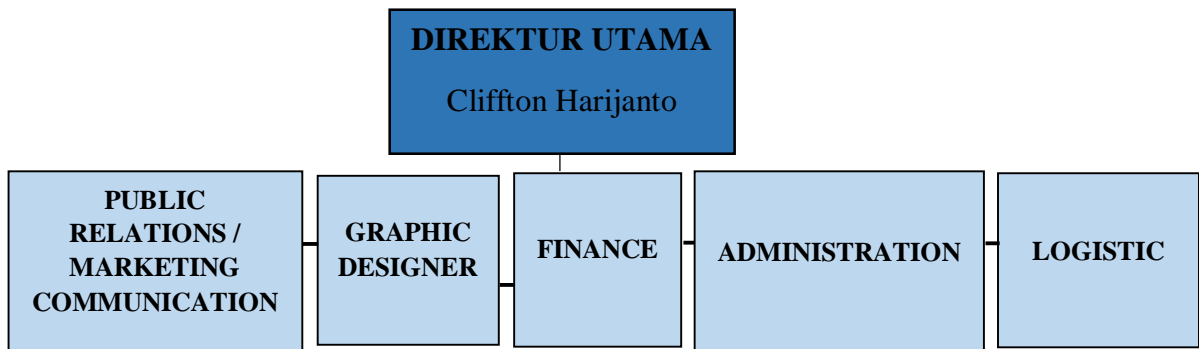 DIREKTUR UTAMA
Cliffton Harijanto
PUBLIC
RELATIONS /
MARKETING
COMMUNICATION
GRAPHIC
DESIGNER
FINANCE
ADMINISTRATION
LOGISTIC